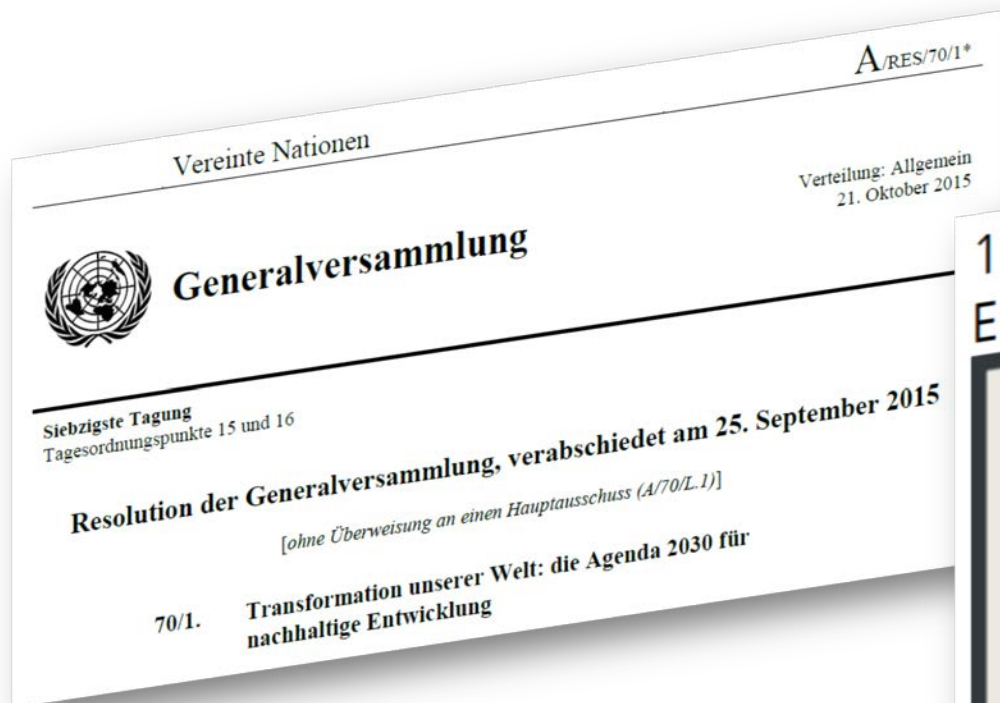 A/RES/70/1*
Vereinte Nationen
Verteilung: Allgemein
21. Oktober 2015
Generalversammlung
Siebzigste Tagung
Tagesordnungspunkte 15 und 16
Resolution der Generalversammlung, verabschiedet am 25. September 2015
[ohne Überweisung an einen Hauptausschuss (A/70/L.1)]
70/1. Transformation unserer Welt: die Agenda 2030 für
nachhaltige Entwicklung
1
E